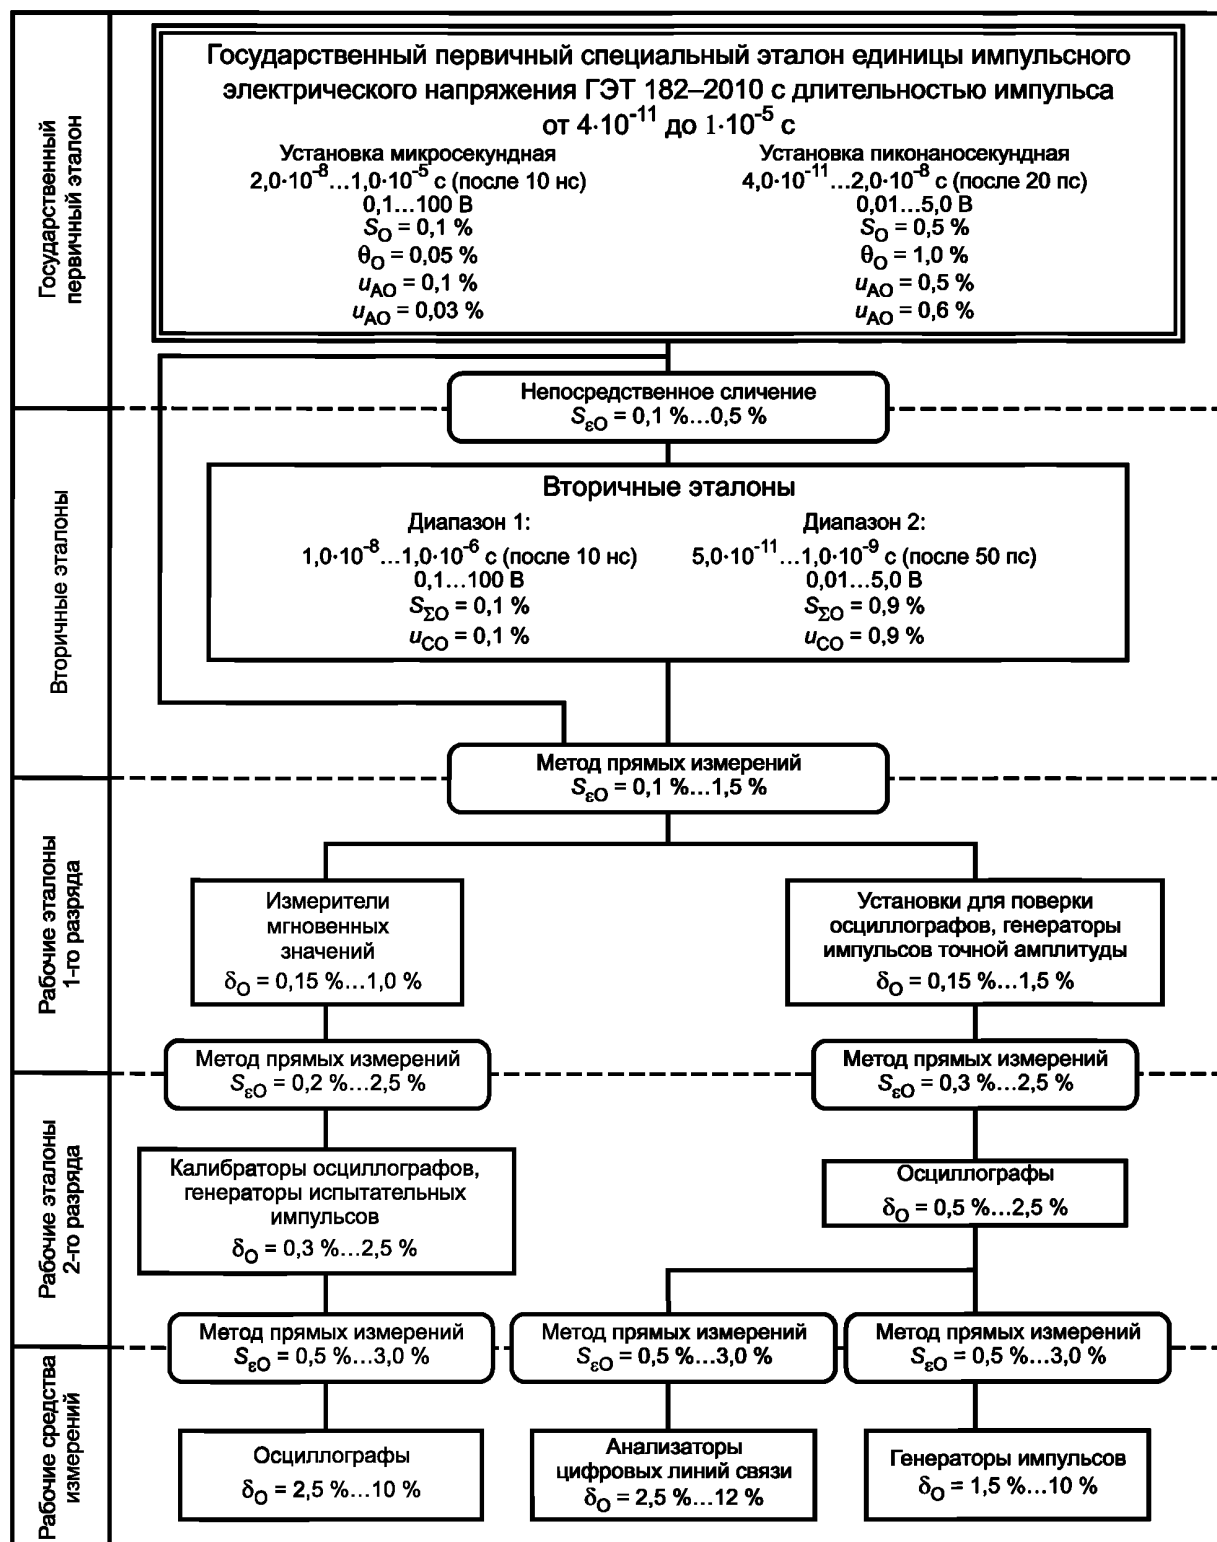 Государственный
первичный эталон
Государственный первичный специальный эталон единицы импульсного
электрического напряжения ГЭТ 182–2010 с длительностью импульса
от 4·10⁻¹¹ до 1·10⁻⁵ с
Установка микросекундная
2,0·10⁻⁸…1,0·10⁻⁵ с (после 10 нс)
0,1…100 В
S_O = 0,1 %
θ_O = 0,05 %
u_AO = 0,1 %
u_AO = 0,03 %
Установка пиконаносекундная
4,0·10⁻¹¹…2,0·10⁻⁸ с (после 20 пс)
0,01…5,0 В
S_O = 0,5 %
θ_O = 1,0 %
u_AO = 0,5 %
u_AO = 0,6 %
Непосредственное сличение
S_εO = 0,1 %…0,5 %
Вторичные эталоны
Вторичные эталоны
Диапазон 1:
1,0·10⁻⁸…1,0·10⁻⁶ с (после 10 нс)
0,1…100 В
S_ΣO = 0,1 %
u_CO = 0,1 %
Диапазон 2:
5,0·10⁻¹¹…1,0·10⁻⁹ с (после 50 пс)
0,01…5,0 В
S_ΣO = 0,9 %
u_CO = 0,9 %
Метод прямых измерений
S_εO = 0,1 %…1,5 %
Рабочие эталоны
1-го разряда
Измерители
мгновенных
значений
δ_O = 0,15 %…1,0 %
Установки для поверки
осциллографов, генераторы
импульсов точной амплитуды
δ_O = 0,15 %…1,5 %
Метод прямых измерений
S_εO = 0,2 %…2,5 %
Метод прямых измерений
S_εO = 0,3 %…2,5 %
Рабочие эталоны
2-го разряда
Калибраторы осциллографов,
генераторы испытательных
импульсов
δ_O = 0,3 %…2,5 %
Осциллографы
δ_O = 0,5 %…2,5 %
Метод прямых измерений
S_εO = 0,5 %…3,0 %
Метод прямых измерений
S_εO = 0,5 %…3,0 %
Метод прямых измерений
S_εO = 0,5 %…3,0 %
Рабочие средства
измерений
Осциллографы
δ_O = 2,5 %…10 %
Анализаторы
цифровых линий связи
δ_O = 2,5 %…12 %
Генераторы импульсов
δ_O = 1,5 %…10 %